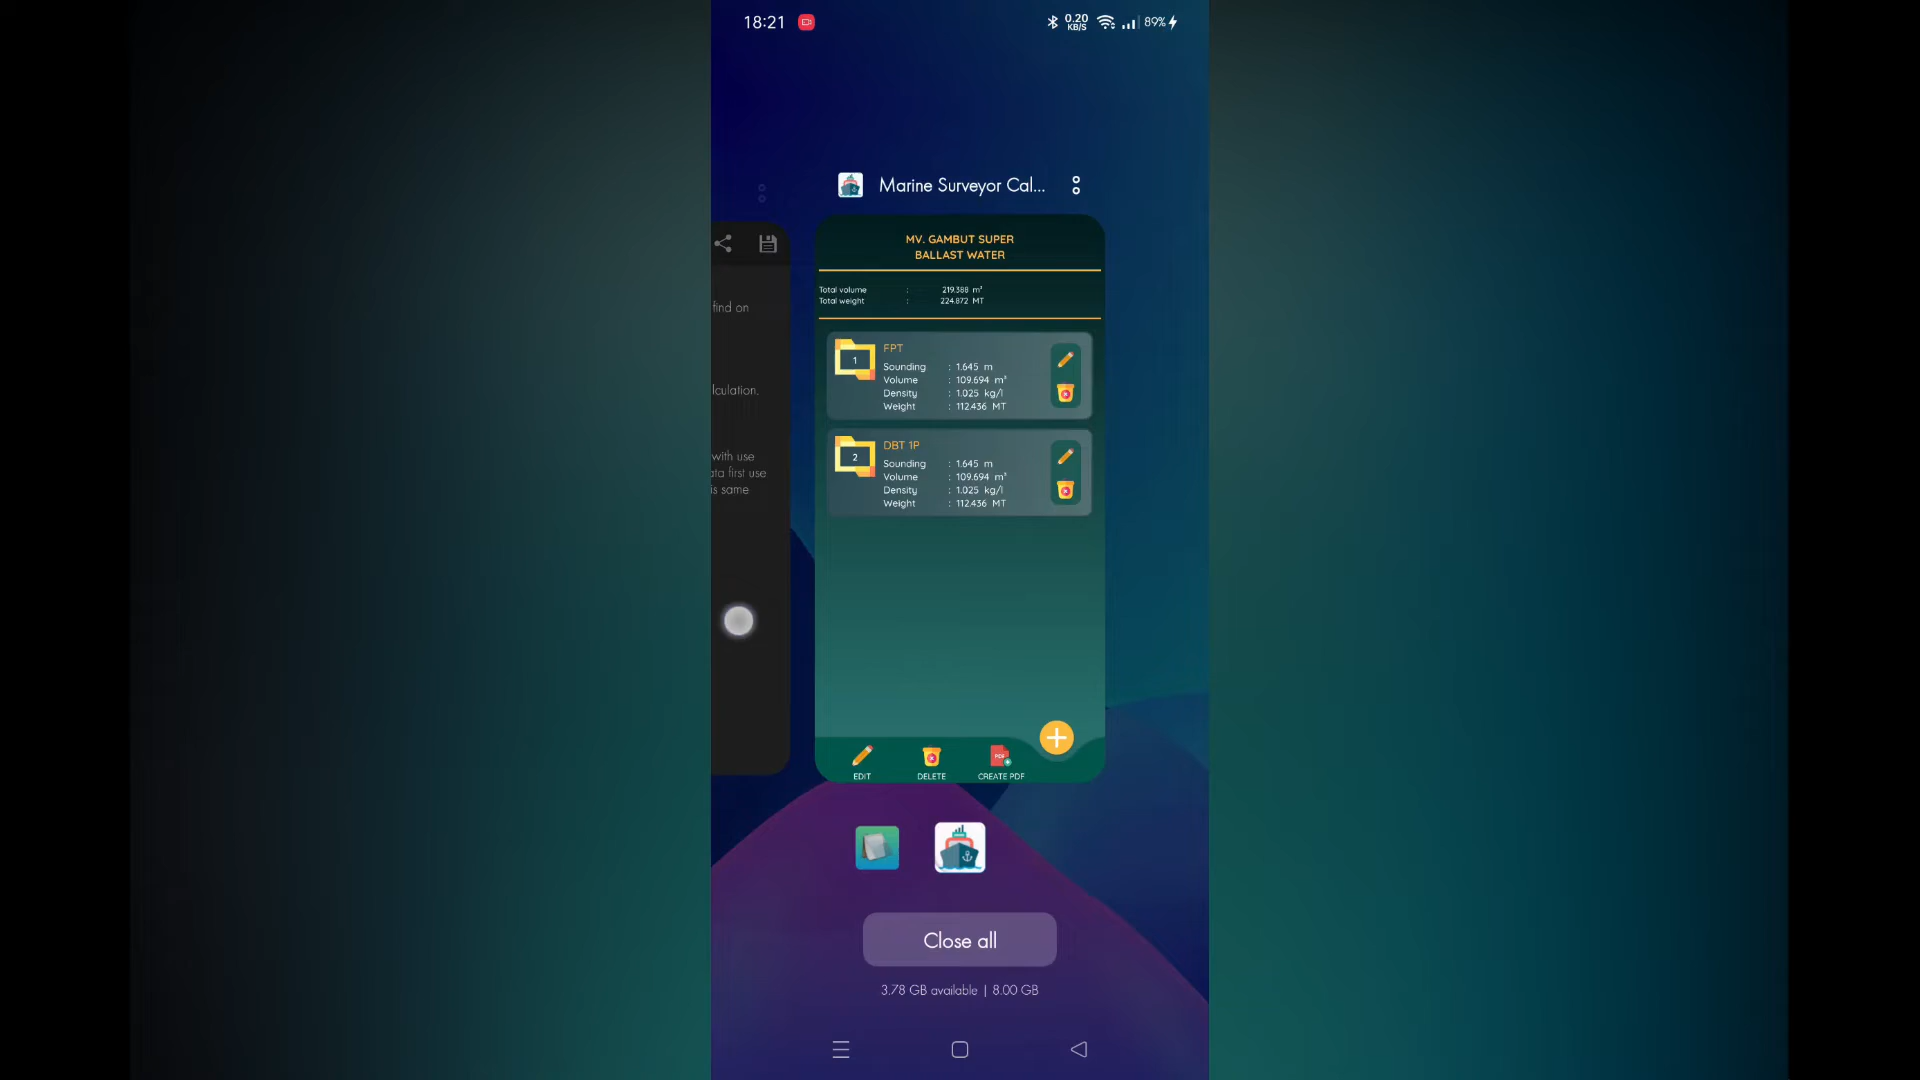 18:21
0.20
KB/S
89%
Marine Surveyor Cal...
find on
lculation.
with use
ata first use
is same
MV. GAMBUT SUPER
BALLAST WATER
Total volume : 219.388 m³
Total weight : 224.872 MT
1
FPT
Sounding : 1.645 m
Volume : 109.694 m³
Density : 1.025 kg/l
Weight : 112.436 MT
2
DBT 1P
Sounding : 1.645 m
Volume : 109.694 m³
Density : 1.025 kg/l
Weight : 112.436 MT
PDF
EDIT
DELETE
CREATE PDF
Close all
3.78 GB available | 8.00 GB